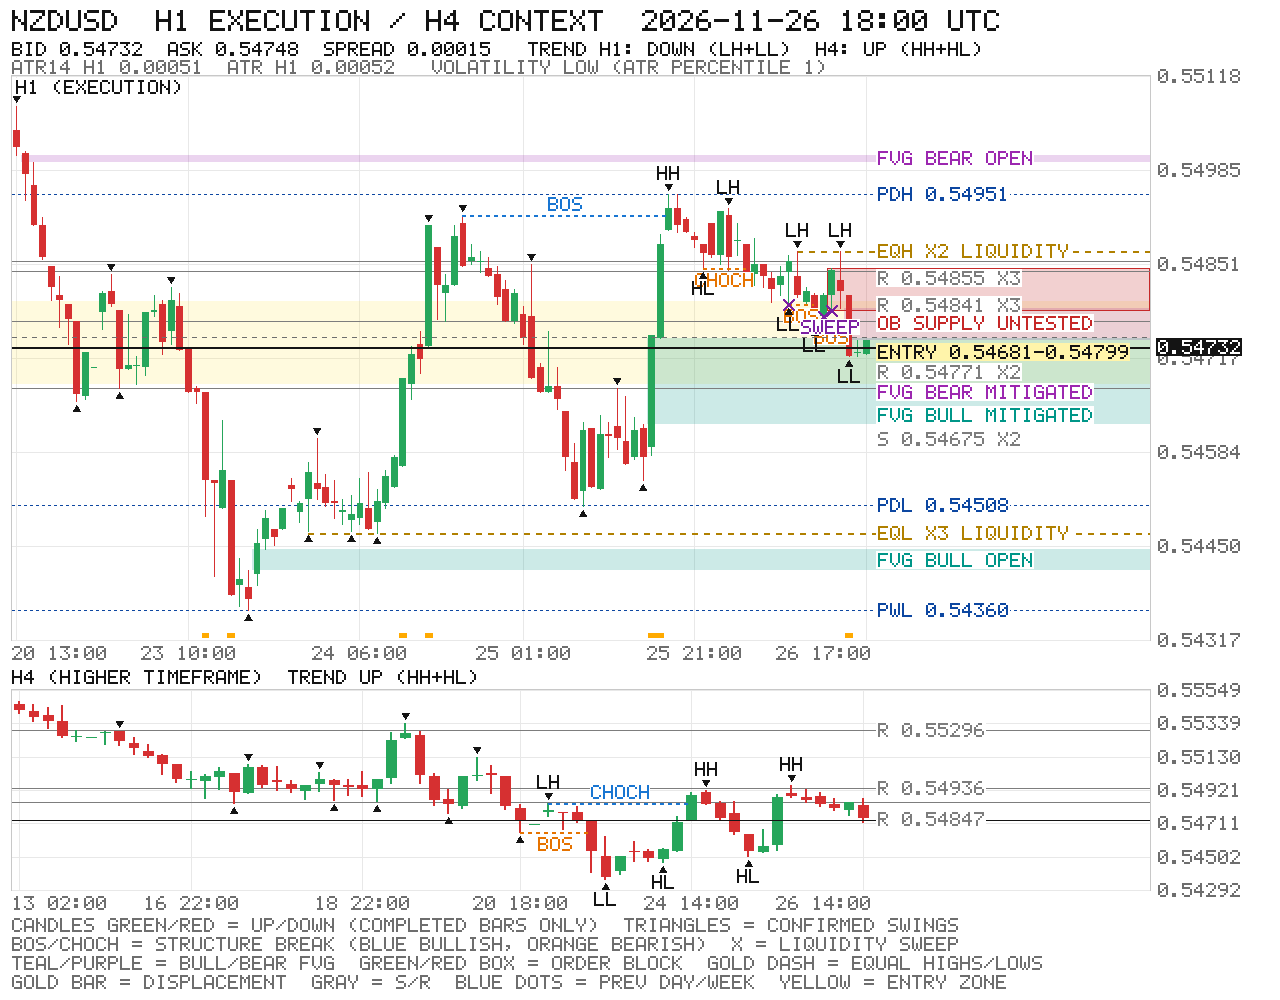 NZDUSD  H1 EXECUTION / H4 CONTEXT  2026-11-26 18:00 UTC
BID 0.54732  ASK 0.54748  SPREAD 0.00015  TREND H1: DOWN (LH+LL)  H4: UP (HH+HL)
ATR14 H1 0.00051  ATR H1 0.00052  VOLATILITY LOW (ATR PERCENTILE 1)
H1 (EXECUTION)
0.55118
FVG BEAR OPEN
0.54985
HH
LH
PDH 0.54951
BOS
LH
LH
EQH X2 LIQUIDITY
0.54851
CHOCH
HL
R 0.54855 X3
R 0.54841 X3
BOS
LL
SWEEP
OB SUPPLY UNTESTED
BOS
LL
ENTRY 0.54681-0.54799
0.54732
0.54717
R 0.54771 X2
LL
FVG BEAR MITIGATED
FVG BULL MITIGATED
S 0.54675 X2
0.54584
PDL 0.54508
EQL X3 LIQUIDITY
0.54450
FVG BULL OPEN
PWL 0.54360
0.54317
20 13:00  23 10:00  24 06:00  25 01:00  25 21:00  26 17:00
H4 (HIGHER TIMEFRAME)  TREND UP (HH+HL)
0.55549
0.55339
R 0.55296
0.55130
HH
HH
LH
CHOCH
R 0.54936
0.54921
R 0.54847
0.54711
BOS
0.54502
HL
HL
LL
0.54292
13 02:00  16 22:00  18 22:00  20 18:00  24 14:00  26 14:00
CANDLES GREEN/RED = UP/DOWN (COMPLETED BARS ONLY)  TRIANGLES = CONFIRMED SWINGS
BOS/CHOCH = STRUCTURE BREAK (BLUE BULLISH, ORANGE BEARISH)  X = LIQUIDITY SWEEP
TEAL/PURPLE = BULL/BEAR FVG  GREEN/RED BOX = ORDER BLOCK  GOLD DASH = EQUAL HIGHS/LOWS
GOLD BAR = DISPLACEMENT  GRAY = S/R  BLUE DOTS = PREV DAY/WEEK  YELLOW = ENTRY ZONE